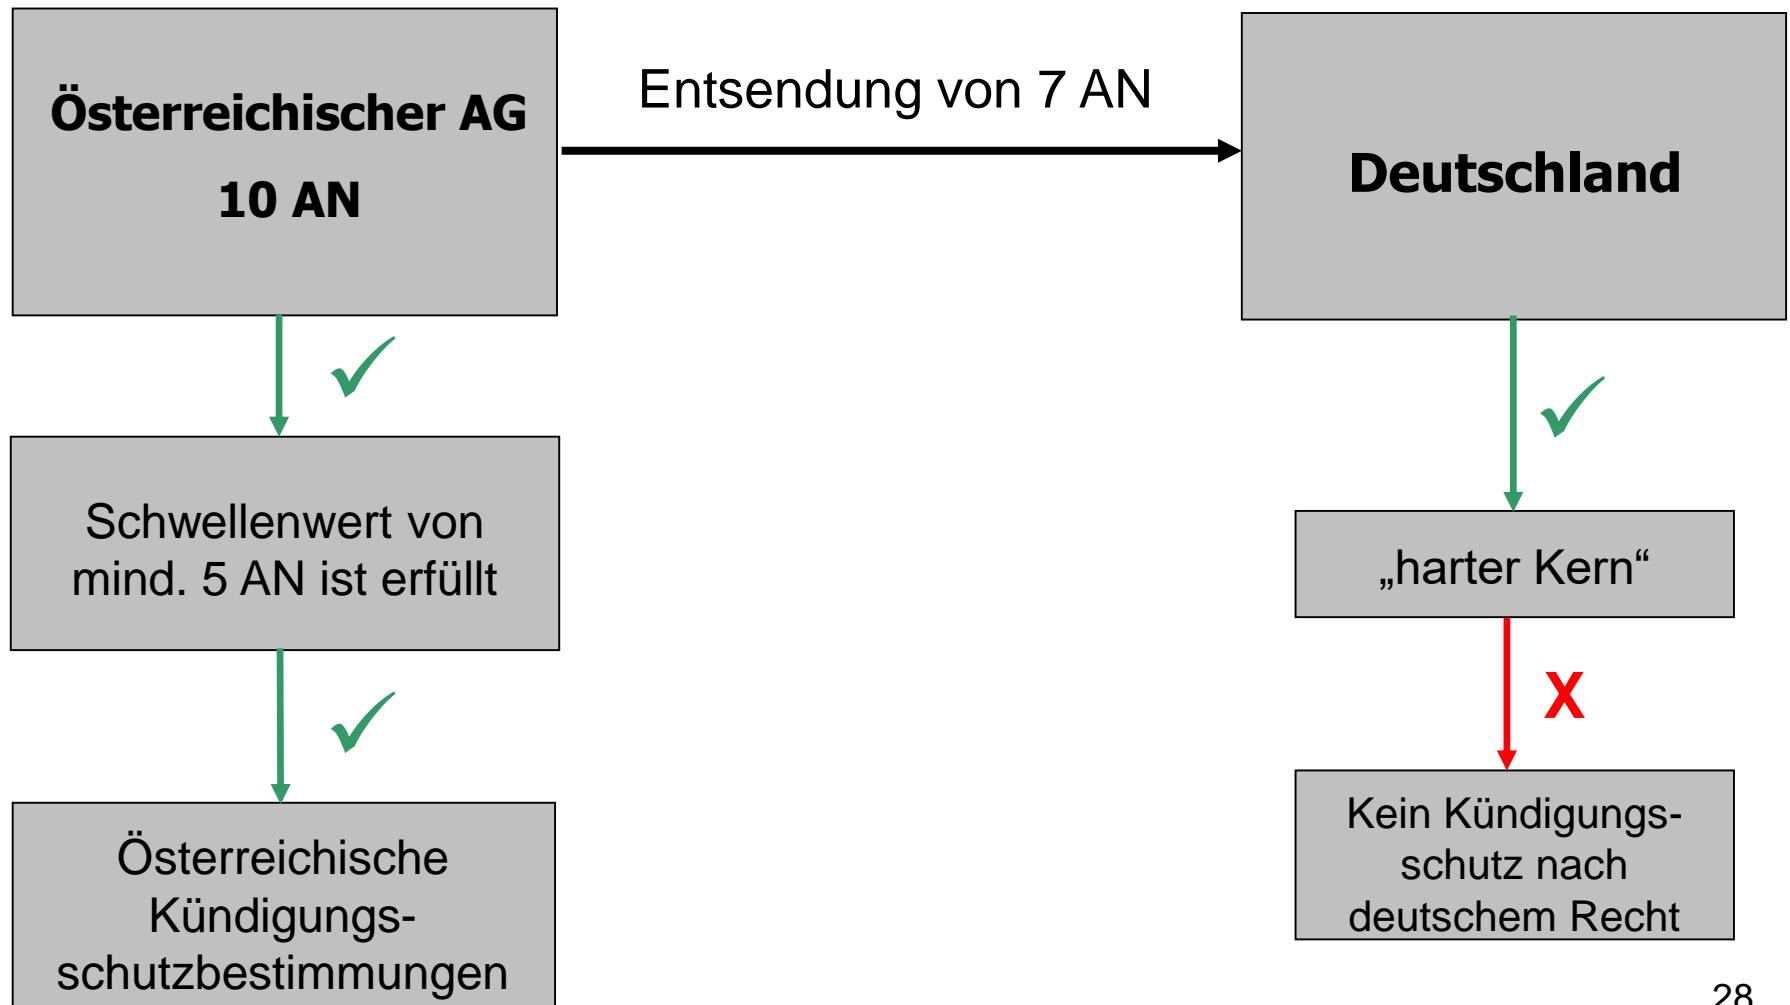 Österreichischer AG
10 AN
Entsendung von 7 AN
Deutschland
Schwellenwert von
mind. 5 AN ist erfüllt
„harter Kern“
X
Österreichische
Kündigungs-
schutzbestimmungen
Kein Kündigungs-
schutz nach
deutschem Recht
28